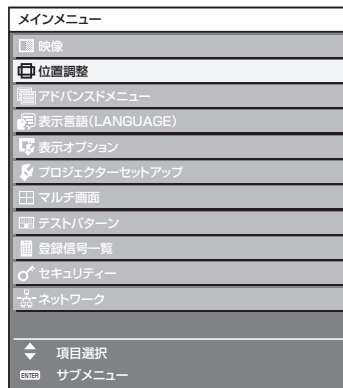 メインメニュー
映像
位置調整
アドバンスドメニュー
表示言語(LANGUAGE)
表示オプション
プロジェクターセットアップ
マルチ画面
テストパターン
登録信号一覧
セキュリティー
ネットワーク
項目選択
ENTER サブメニュー